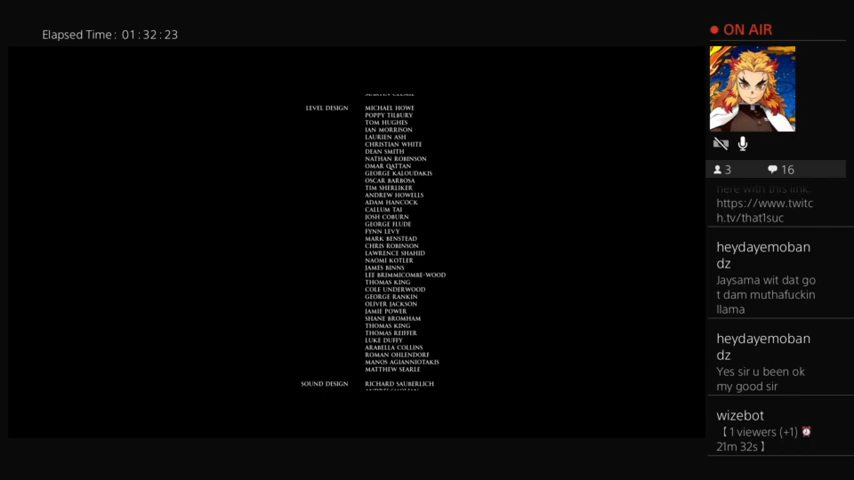 Elapsed Time: 01:32:23
ON AIR
LEVEL DESIGN
MICHAEL HOWE
POPPY TILBURY
TOM HUGHES
IAN MORRISON
LAURIEN ASH
CHRISTIAN WHITE
DEAN SMITH
NATHAN ROBINSON
OMAR QATTAN
GEORGE KALOUDAKIS
OSCAR BARBOSA
TIM SHERLIKER
ANDREW HOWELLS
ADAM HANCOCK
CALLUM TAI
JOSH COBURN
GEORGE FLUDE
FYNN LEVY
MARK BENSTEAD
CHRIS ROBINSON
LAWRENCE SHAHID
NAOMI KOTLER
JAMES BINNS
LEE BRIMMICOMBE-WOOD
THOMAS KING
COLE UNDERWOOD
GEORGE RANKIN
OLIVER JACKSON
JAMIE POWER
SHANE BROMHAM
THOMAS KING
THOMAS REIFFER
LUKE DUFFY
ARABELLA COLLINS
ROMAN OHLENDORF
MANOS AGIANNIOTAKIS
MATTHEW SEARLE
SOUND DESIGN
RICHARD SAUBERLICH
3
16
here with this link:
https://www.twitc
h.tv/that1suc
heydayemoban
dz
Jaysama wit dat go
t dam muthafuckin
llama
heydayemoban
dz
Yes sir u been ok
my good sir
wizebot
【 1 viewers (+1) ⏰
21m 32s 】